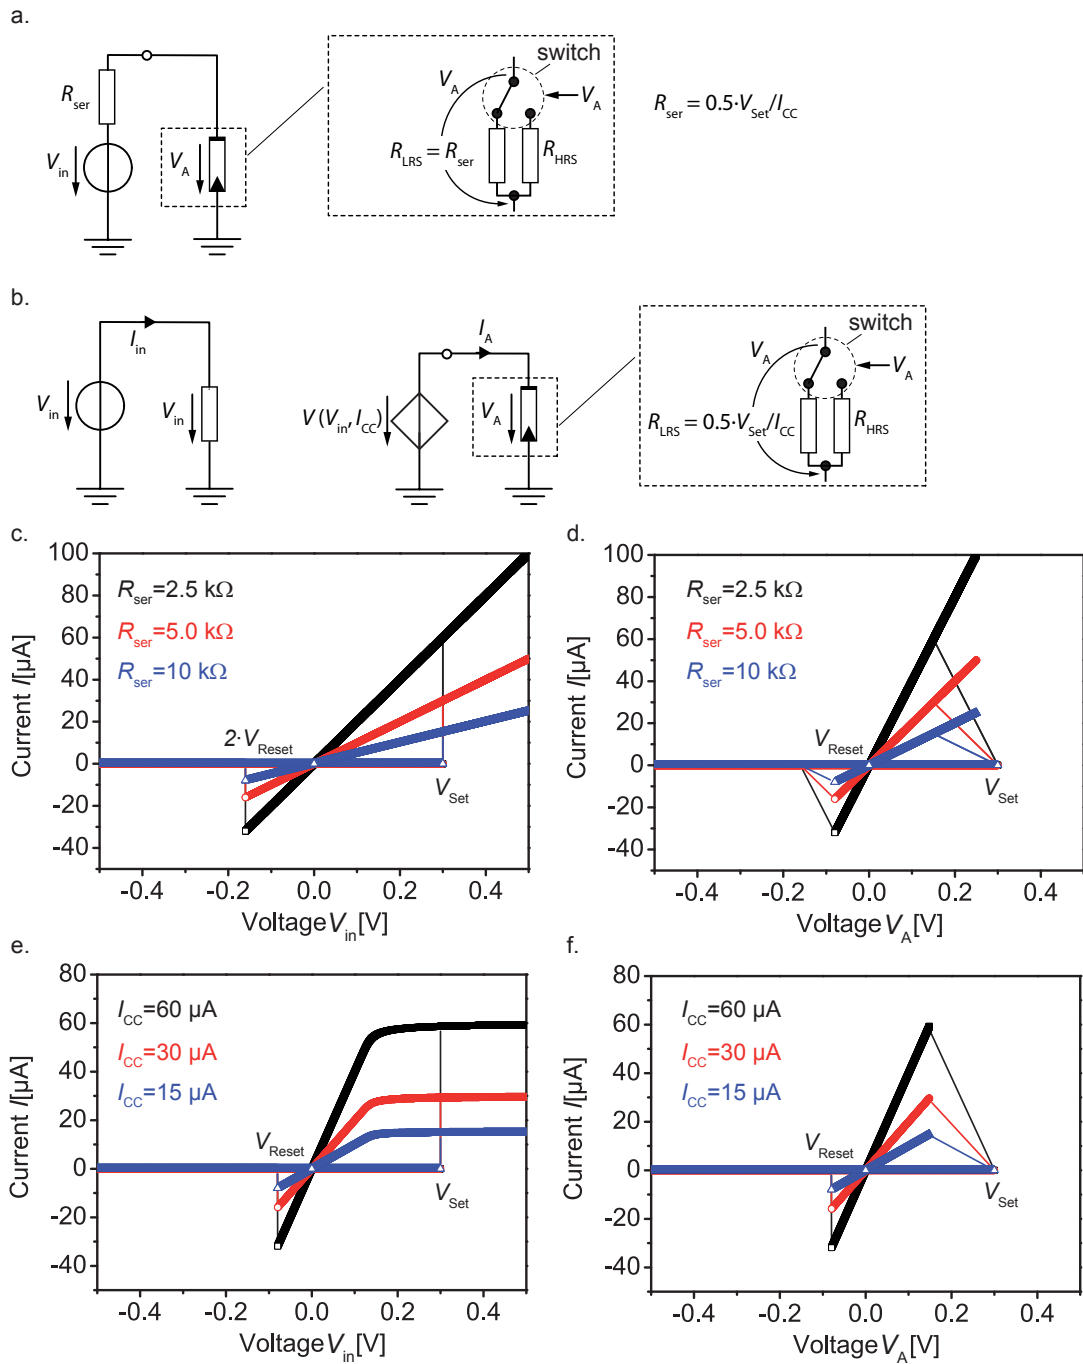 a.
switch
V_A
V_A
R_ser
R_ser = 0.5·V_Set/I_CC
V_in
V_A
R_LRS = R_ser
R_HRS
b.
switch
I_in
I_A
V_A
V_A
V_in
V_in
V (V_in, I_CC)
V_A
R_LRS = 0.5·V_Set/I_CC
R_HRS
c.
100
80
60
40
20
0
-20
-40
Current I[µA]
R_ser=2.5 kΩ
R_ser=5.0 kΩ
R_ser=10 kΩ
2·V_Reset
V_Set
-0.4
-0.2
0.0
0.2
0.4
Voltage V_in [V]
d.
100
80
60
40
20
0
-20
-40
Current I[µA]
R_ser=2.5 kΩ
R_ser=5.0 kΩ
R_ser=10 kΩ
V_Reset
V_Set
-0.4
-0.2
0.0
0.2
0.4
Voltage V_A [V]
e.
80
60
40
20
0
-20
-40
Current I[µA]
I_CC=60 µA
I_CC=30 µA
I_CC=15 µA
V_Reset
V_Set
-0.4
-0.2
0.0
0.2
0.4
Voltage V_in [V]
f.
80
60
40
20
0
-20
-40
Current I[µA]
I_CC=60 µA
I_CC=30 µA
I_CC=15 µA
V_Reset
V_Set
-0.4
-0.2
0.0
0.2
0.4
Voltage V_A [V]